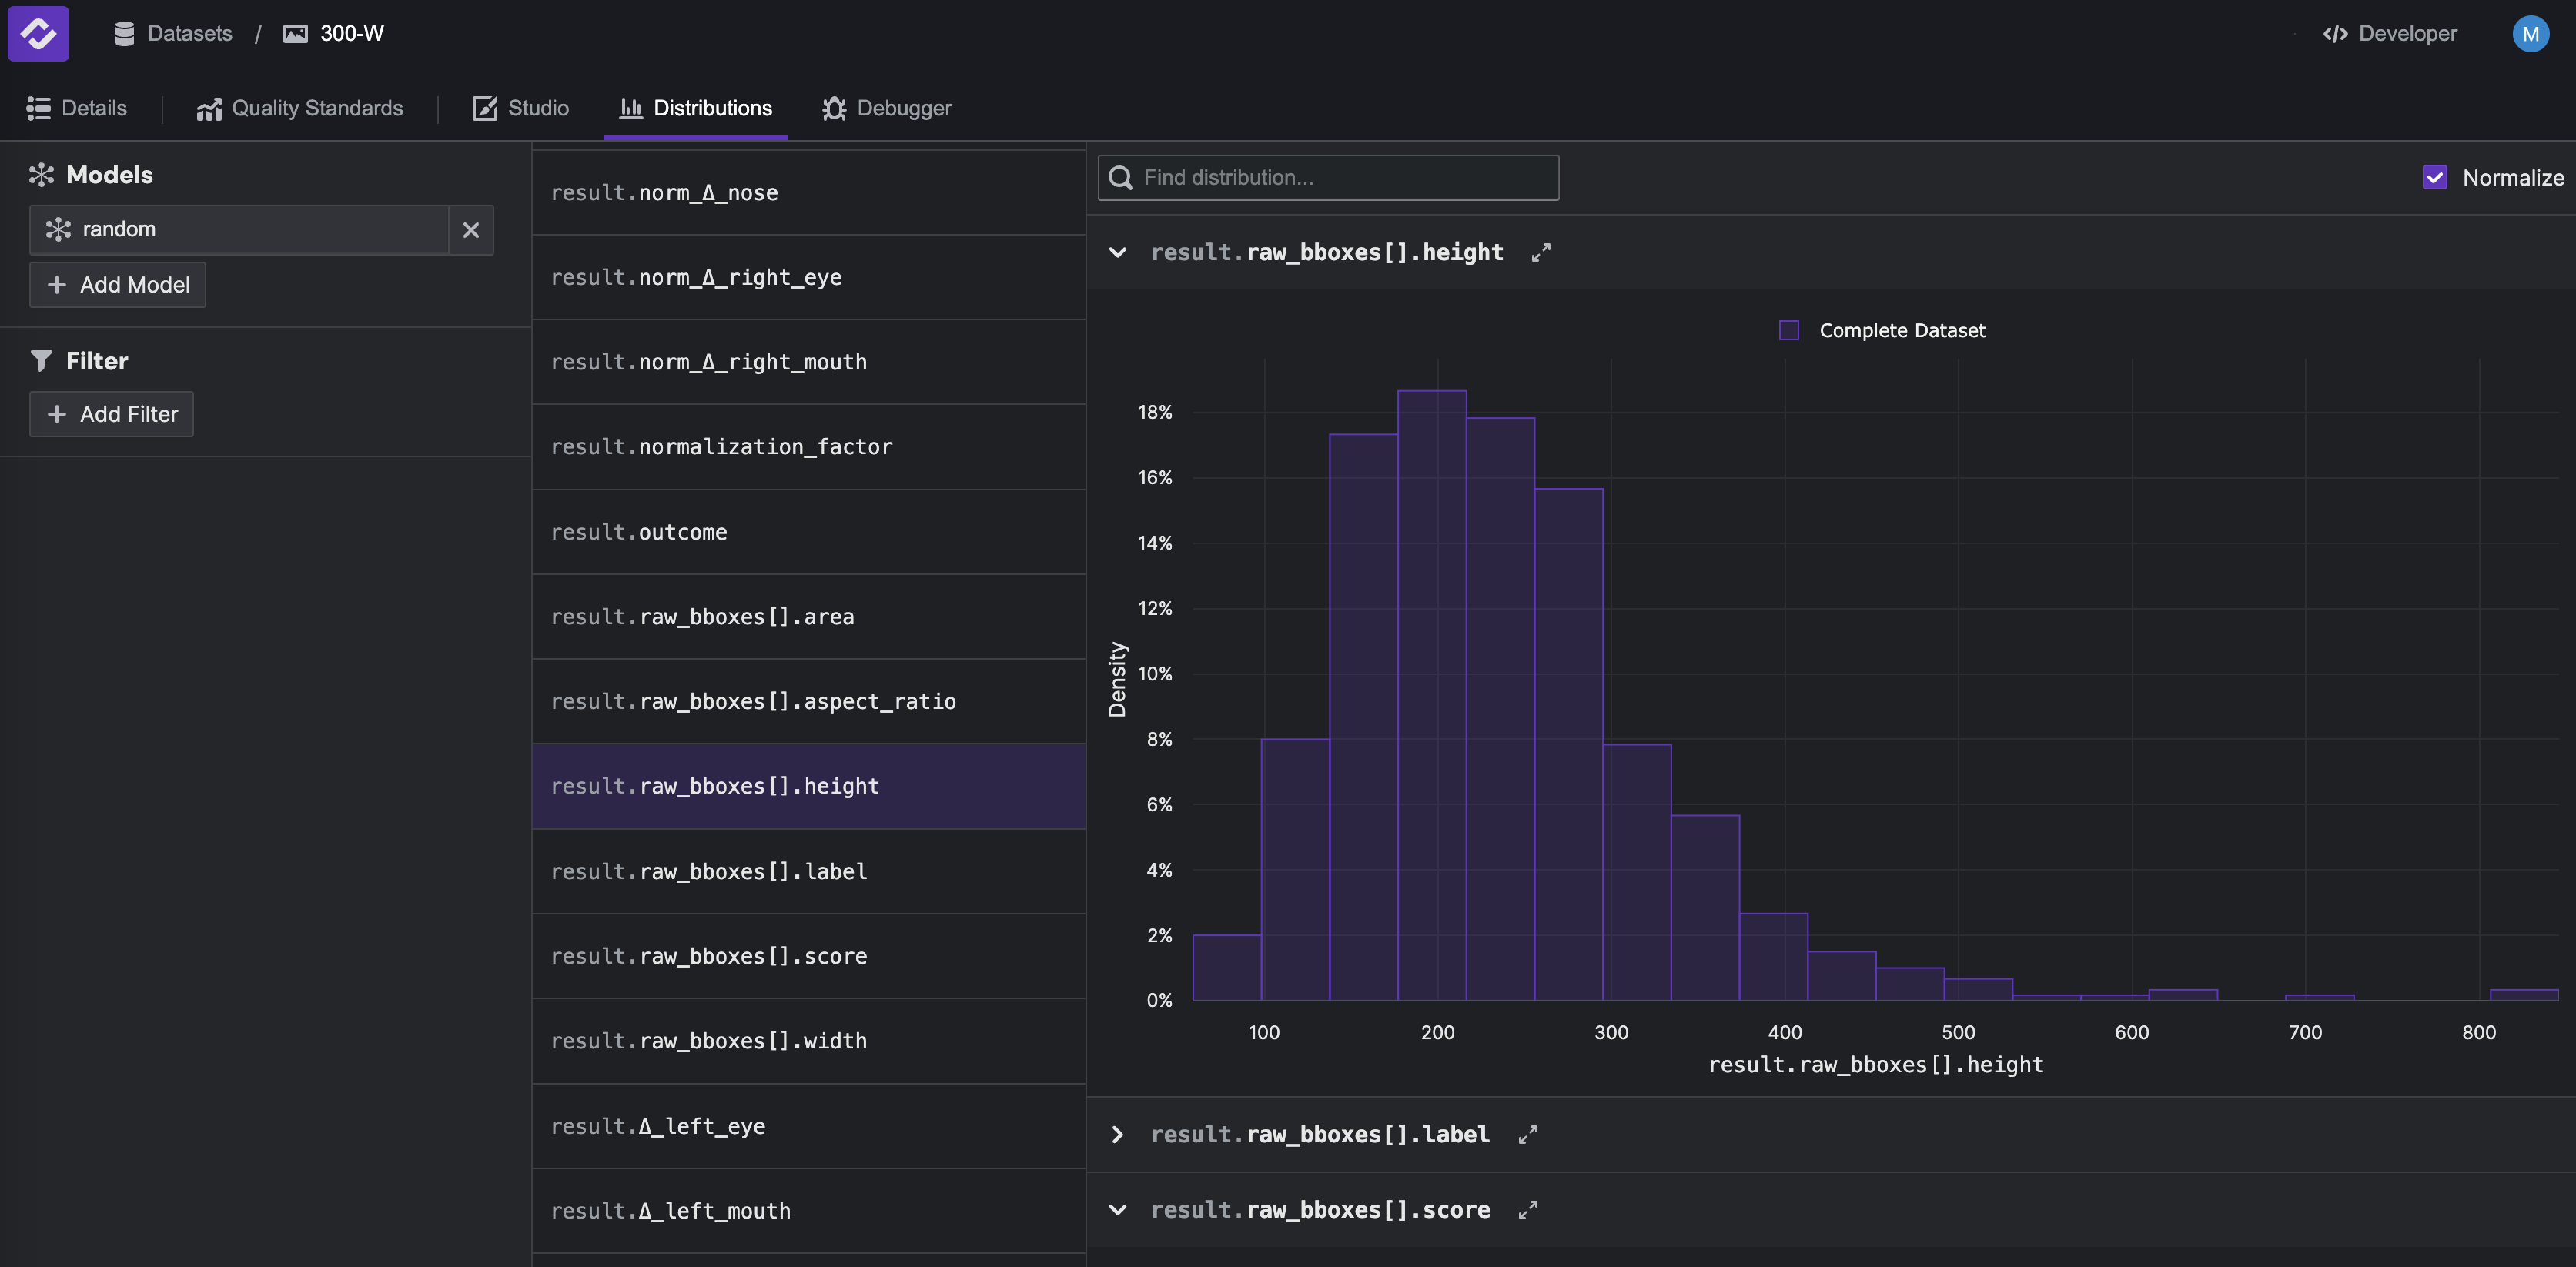 Datasets / 300-W
Developer
M
Details
Quality Standards
Studio
Distributions
Debugger
Models
random
Add Model
Filter
Add Filter
result.norm_Δ_nose
result.norm_Δ_right_eye
result.norm_Δ_right_mouth
result.normalization_factor
result.outcome
result.raw_bboxes[].area
result.raw_bboxes[].aspect_ratio
result.raw_bboxes[].height
result.raw_bboxes[].label
result.raw_bboxes[].score
result.raw_bboxes[].width
result.Δ_left_eye
result.Δ_left_mouth
Find distribution...
Normalize
result.raw_bboxes[].height
Complete Dataset
18%
16%
14%
12%
10%
8%
6%
4%
2%
0%
Density
100 200 300 400 500 600 700 800
result.raw_bboxes[].height
result.raw_bboxes[].label
result.raw_bboxes[].score